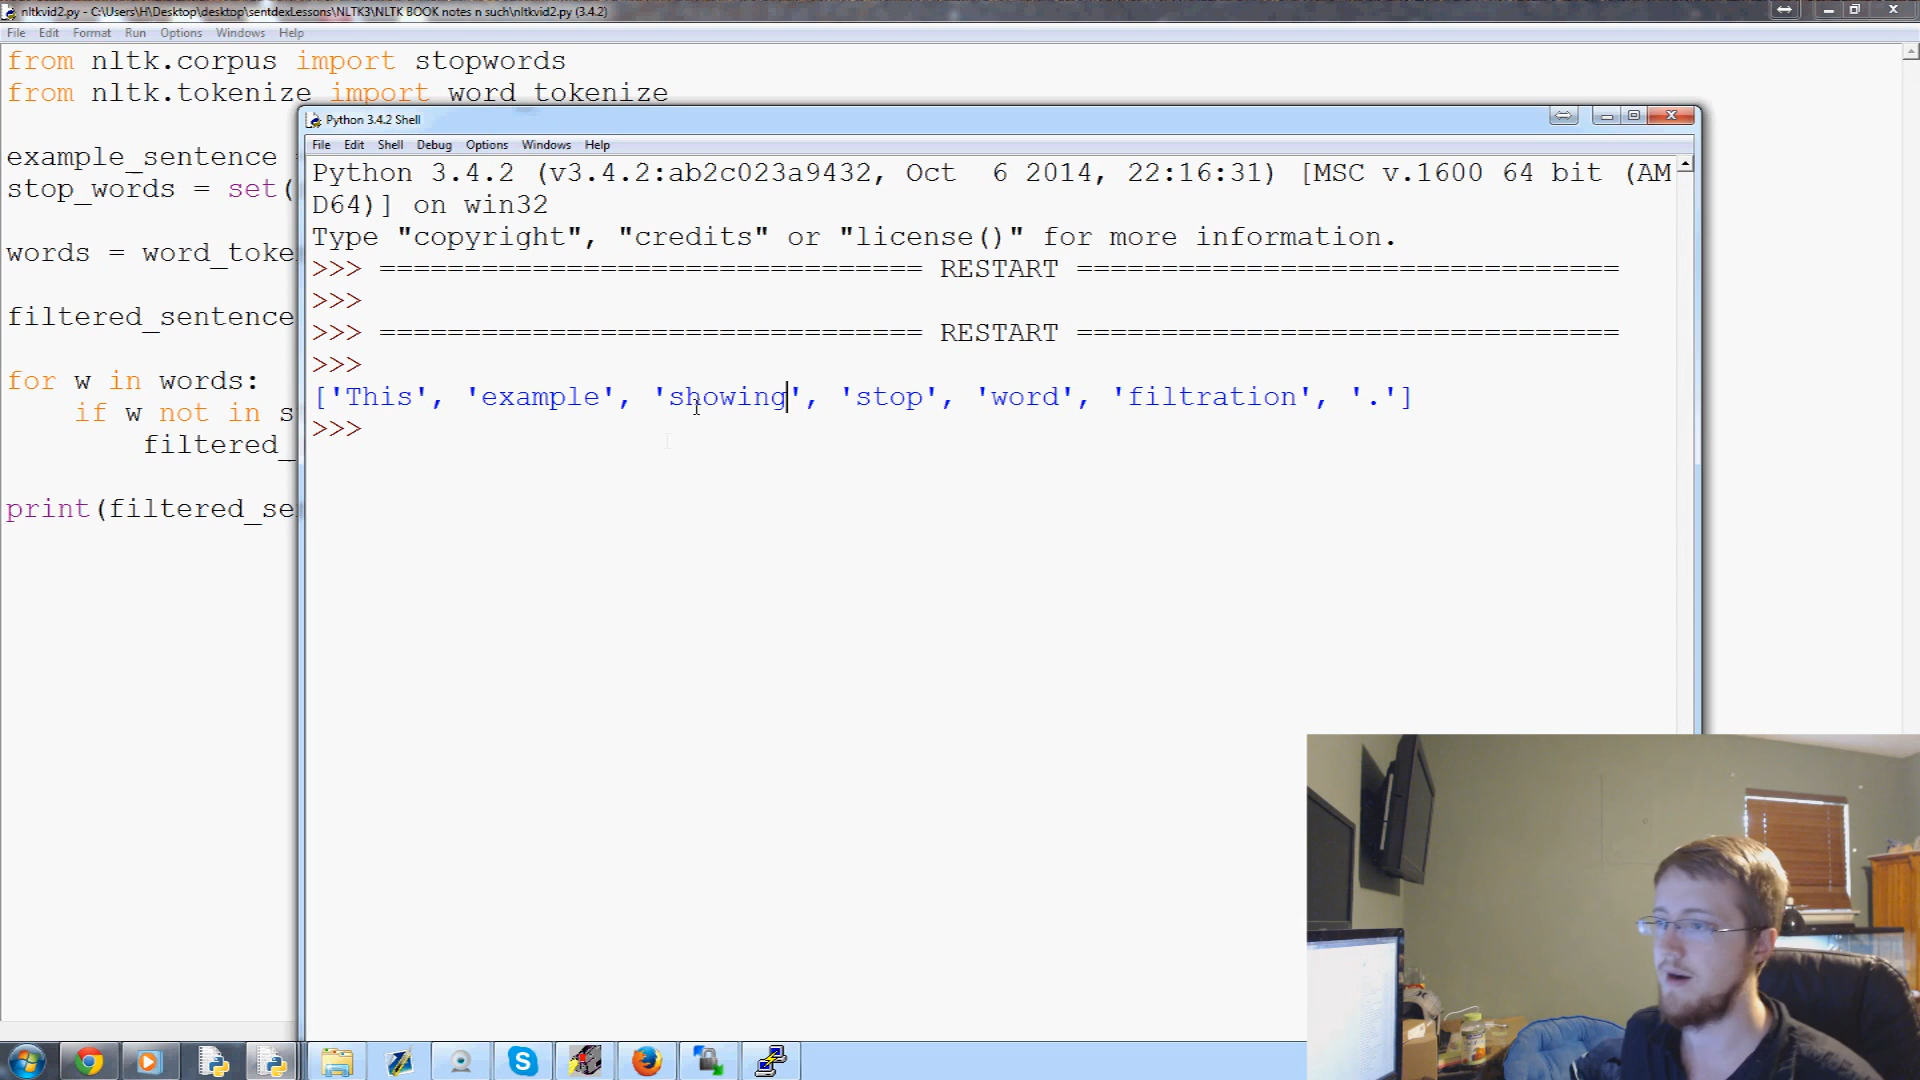 nltkvid2.py - C:\Users\H\Desktop\desktop\sentdexLessons\NLTK3\NLTK BOOK notes n such\nltkvid2.py (3.4.2)
File Edit Format Run Options Windows Help
from nltk.corpus import stopwords
from nltk.tokenize import word_tokenize
example_sentence
stop_words = set(
words = word_toke
filtered_sentence
for w in words:
if w not in s
filtered_
print(filtered_se
Python 3.4.2 Shell
File Edit Shell Debug Options Windows Help
Python 3.4.2 (v3.4.2:ab2c023a9432, Oct 6 2014, 22:16:31) [MSC v.1600 64 bit (AM
D64)] on win32
Type "copyright", "credits" or "license()" for more information.
>>> ================================ RESTART ================================
>>>
>>> ================================ RESTART ================================
>>>
['This', 'example', 'showing', 'stop', 'word', 'filtration', '.']
>>>